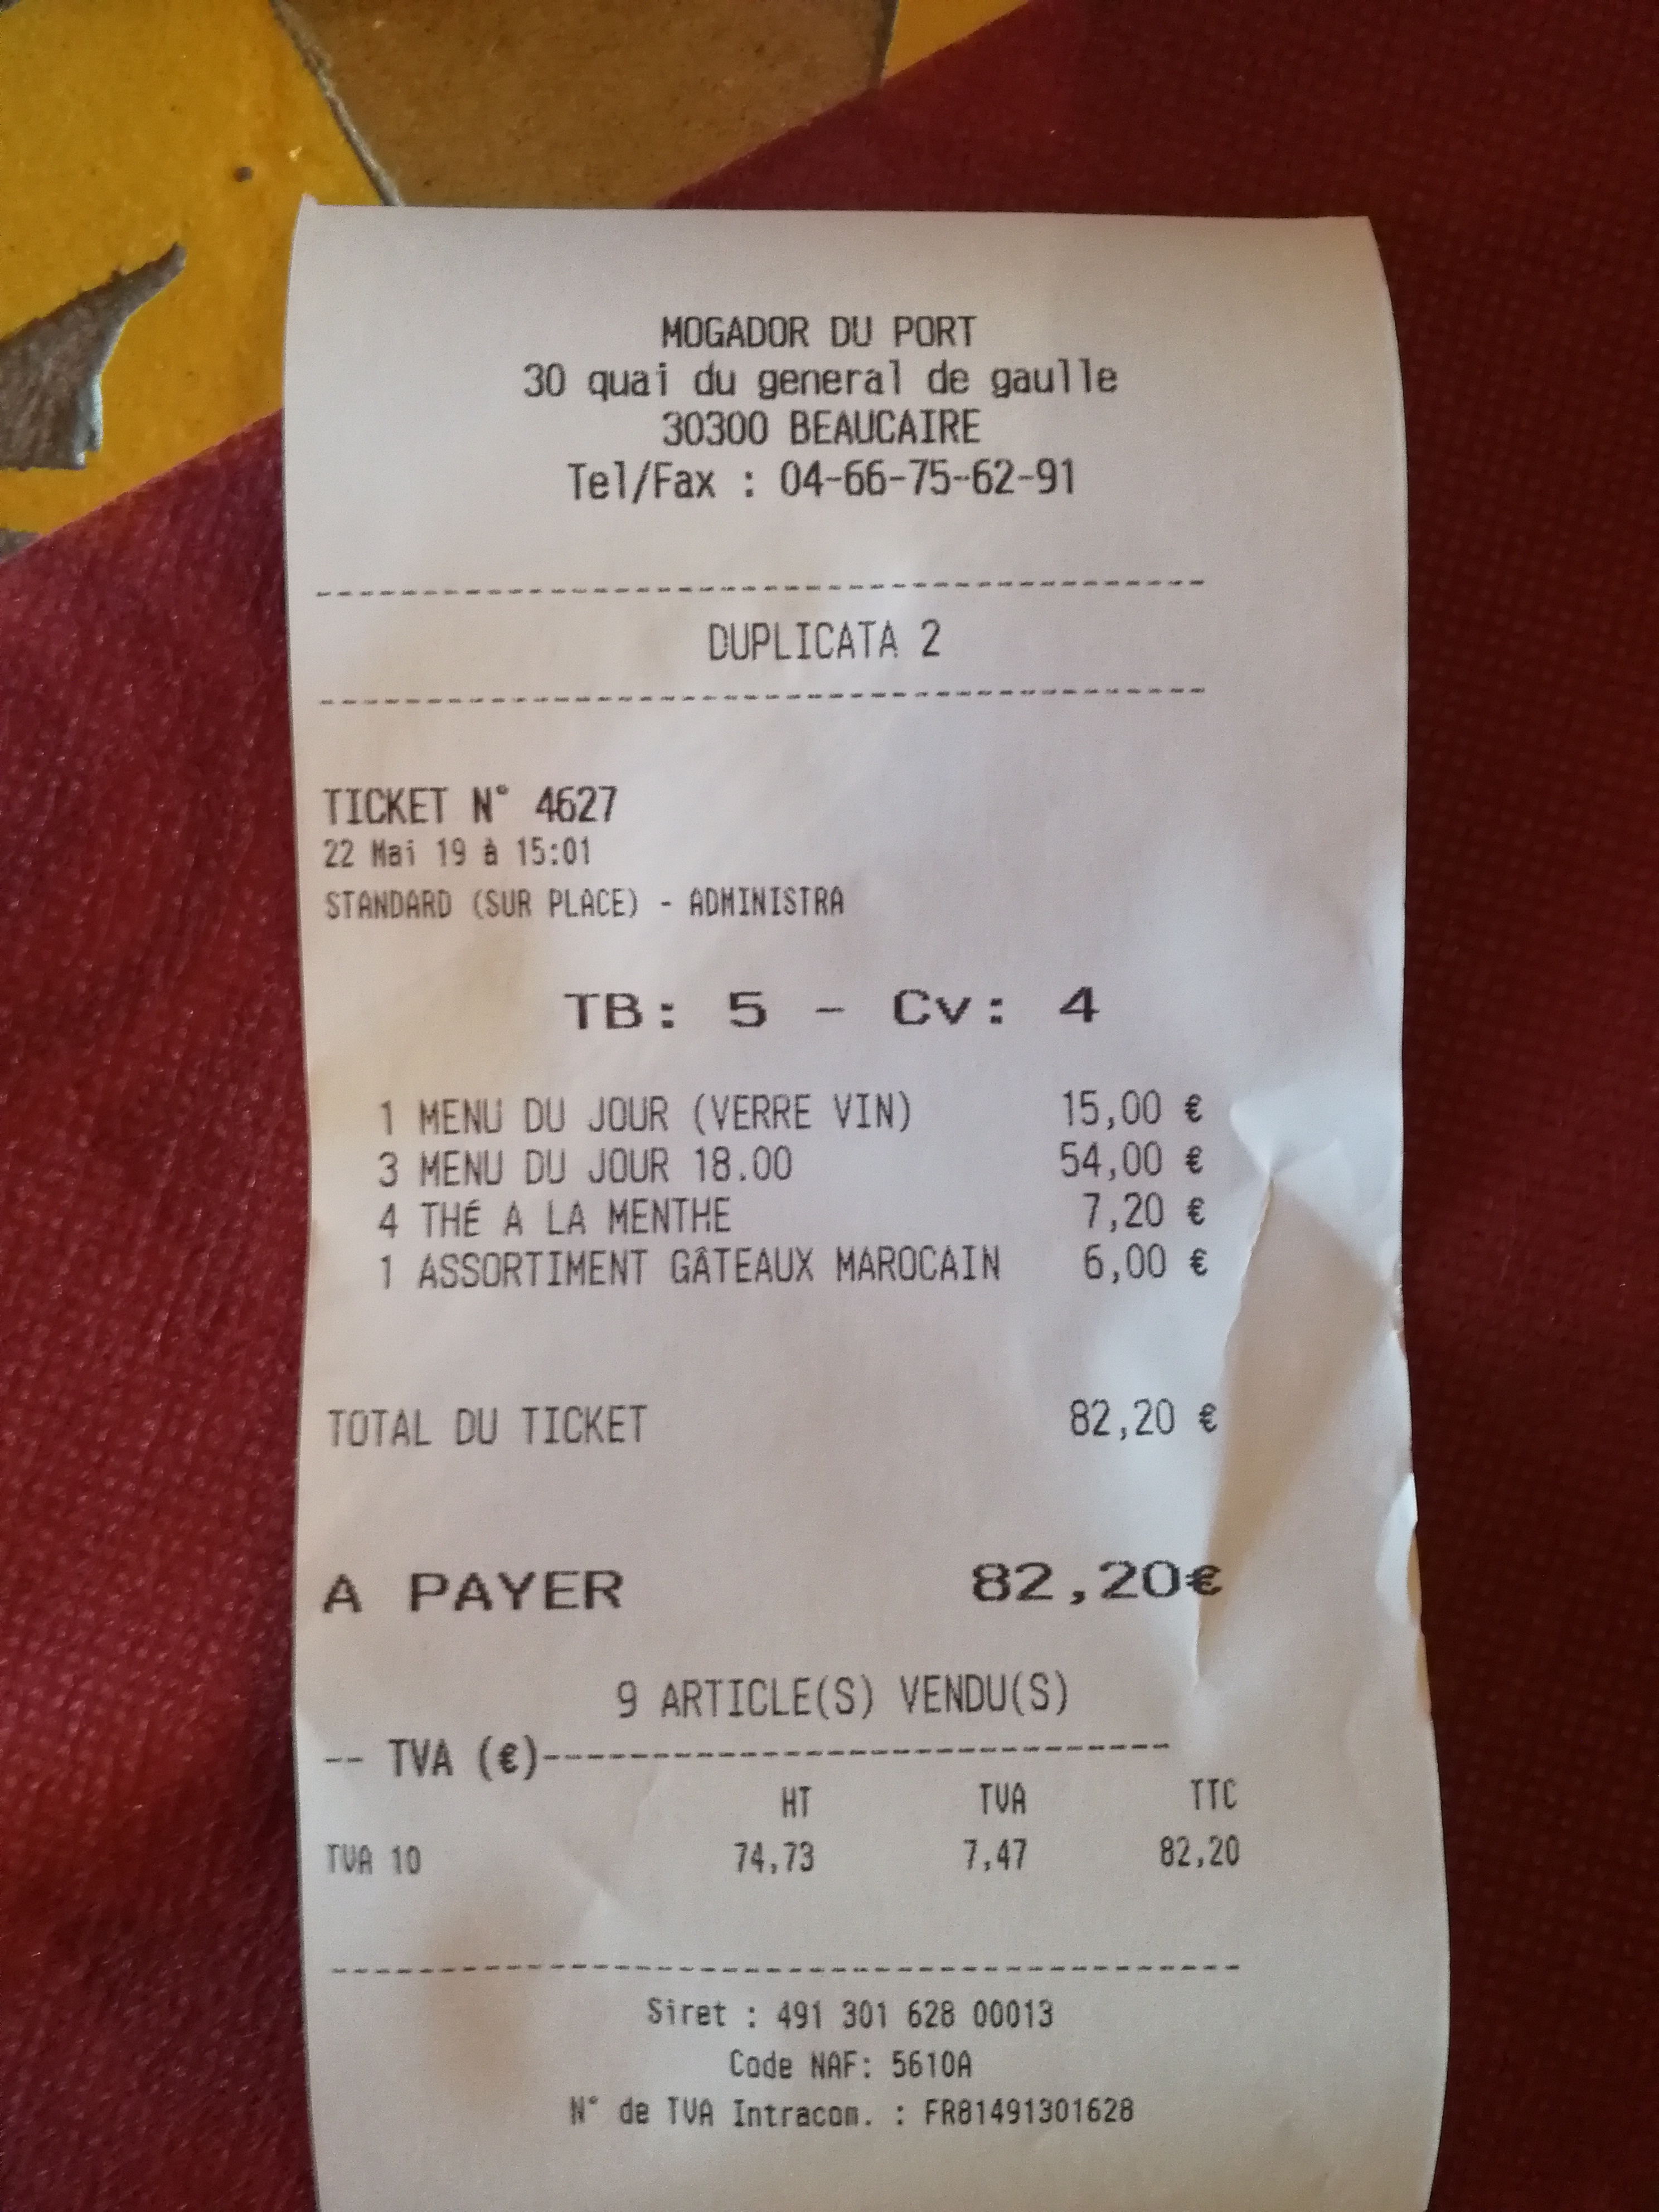 MOGADOR DU PORT
30 quai du general de gaulle
30300 BEAUCAIRE
Tel/Fax : 04-66-75-62-91
DUPLICATA 2
TICKET N° 4627
22 Mai 19 à 15:01
STANDARD (SUR PLACE) - ADMINISTRA
TB: 5 - Cv: 4
1 MENU DU JOUR (VERRE VIN) 15,00 €
3 MENU DU JOUR 18.00 54,00 €
4 THÉ A LA MENTHE 7,20 €
1 ASSORTIMENT GÂTEAUX MAROCAIN 6,00 €
TOTAL DU TICKET 82,20 €
A PAYER 82,20€
9 ARTICLE(S) VENDU(S)
-- TVA (€)--------------------------------
HT TVA TTC
TVA 10 74,73 7,47 82,20
Siret : 491 301 628 00013
Code NAF: 5610A
N° de TVA Intracom. : FR81491301628